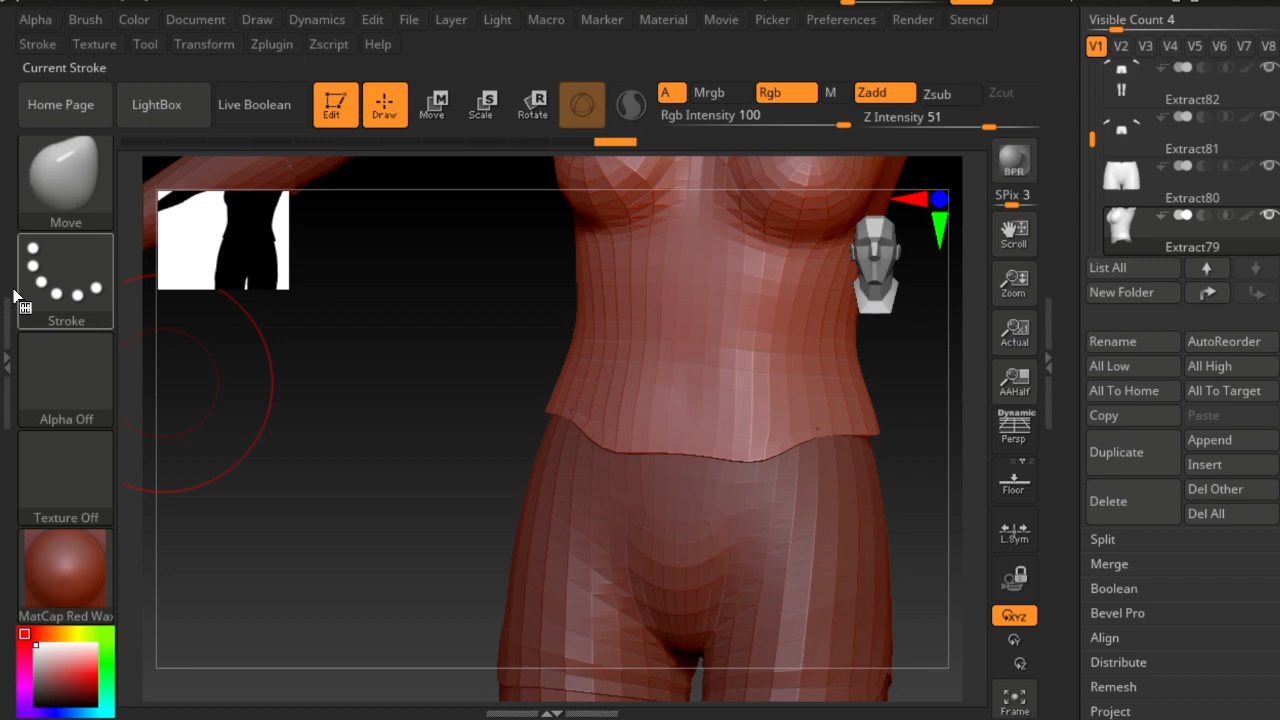 Alpha Brush Color Document Draw Dynamics Edit File Layer Light Macro Marker Material Movie Picker Preferences Render Stencil
Stroke Texture Tool Transform Zplugin Zscript Help
Current Stroke
Home Page LightBox Live Boolean Edit Draw Move Scale Rotate A Mrgb Rgb M Zadd Zsub Zcut
Rgb Intensity 100 Z Intensity 51
Move
Stroke
Alpha Off
Texture Off
MatCap Red Wax
BPR
SPix 3
Scroll
Zoom
Actual
AAHalf
Dynamic
Persp
Floor
L.Sym
XYZ
Y
Z
Frame
Visible Count 4
V1 V2 V3 V4 V5 V6 V7 V8
Extract82
Extract81
Extract80
Extract79
List All
New Folder
Rename AutoReorder
All Low All High
All To Home All To Target
Copy Paste
Duplicate Append
Insert
Delete Del Other
Del All
Split
Merge
Boolean
Bevel Pro
Align
Distribute
Remesh
Project